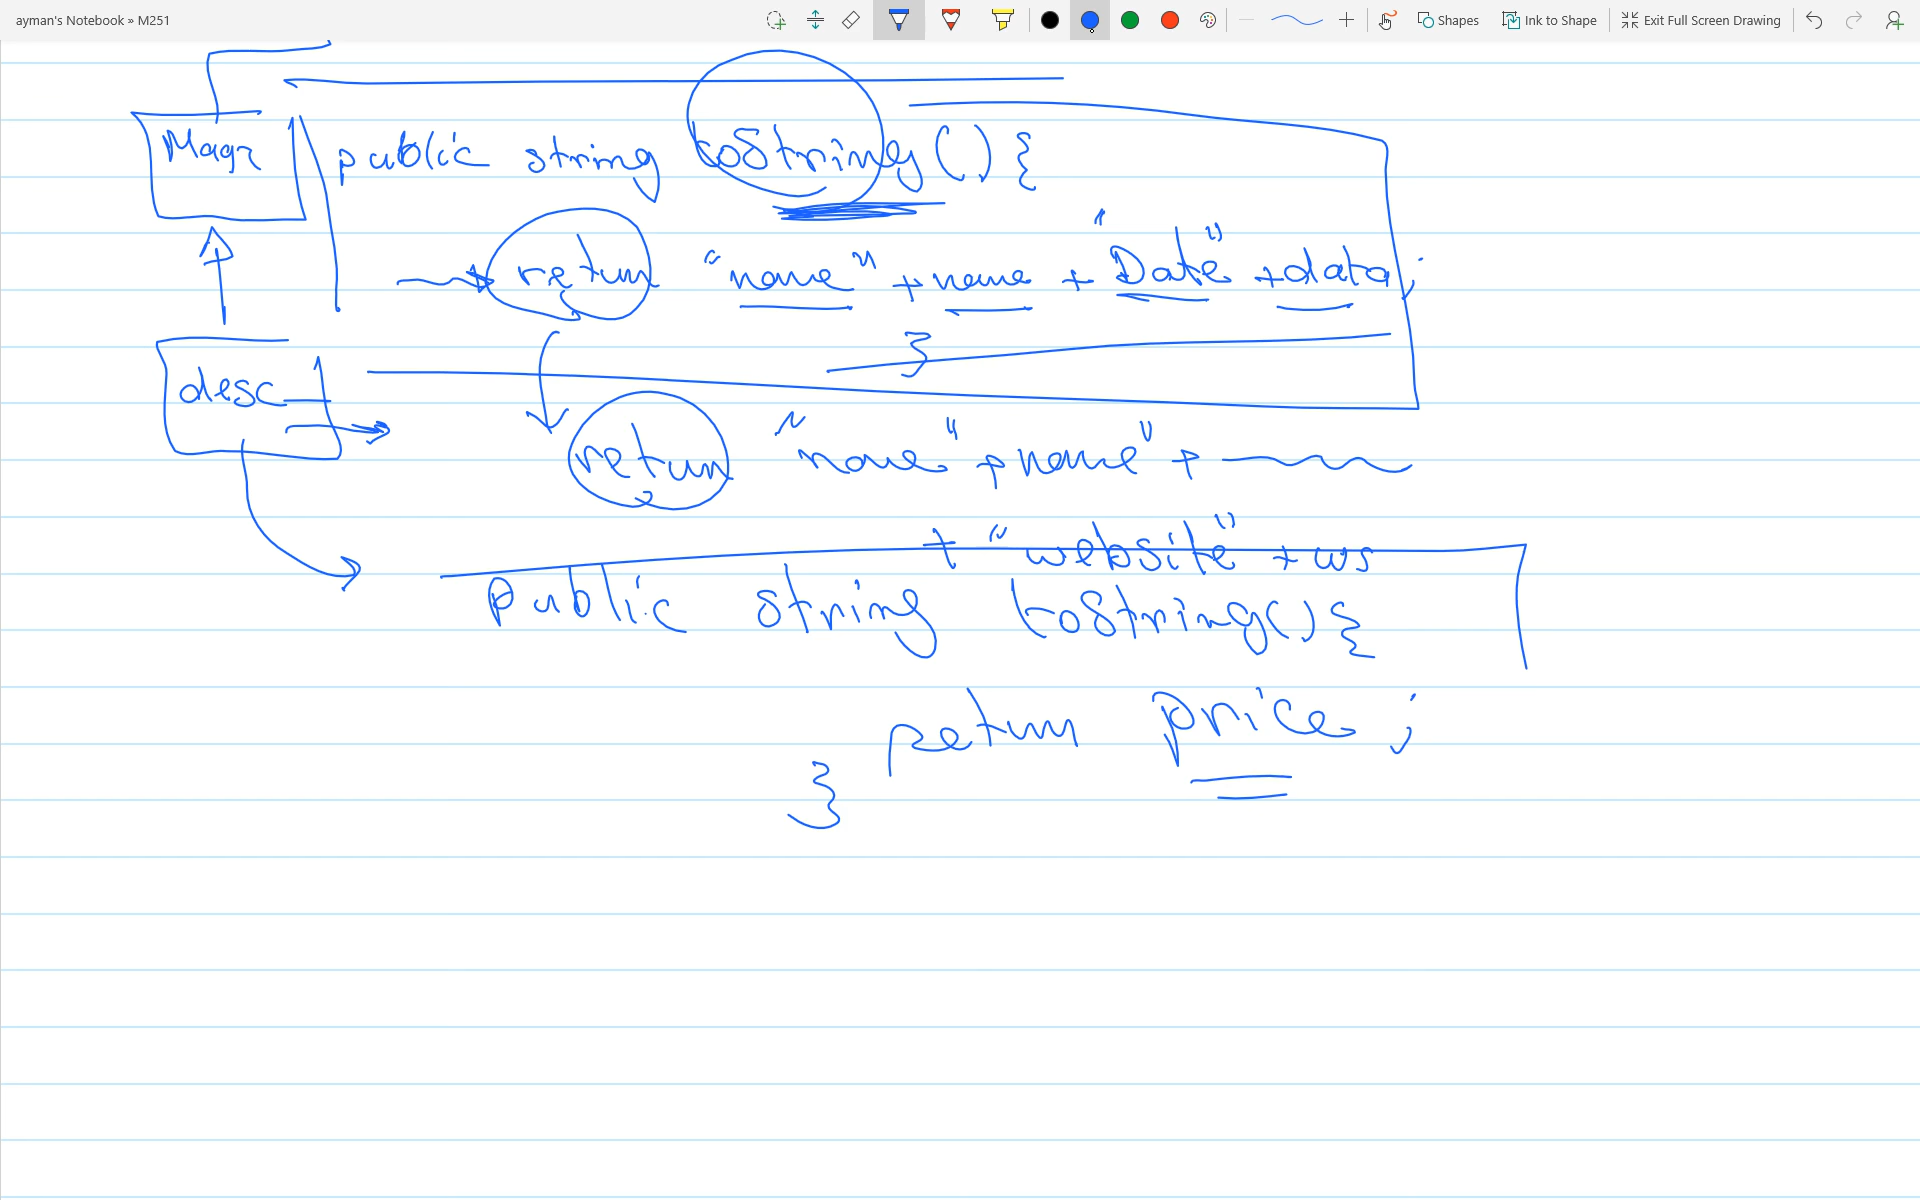 ayman's Notebook » M251
Shapes Ink to Shape Exit Full Screen Drawing
public string toString() {
return "name" + name + "Date" + data;
}
desc
return "name" + name" +
+ "website" + ws
Public string toString() {
return price;
}